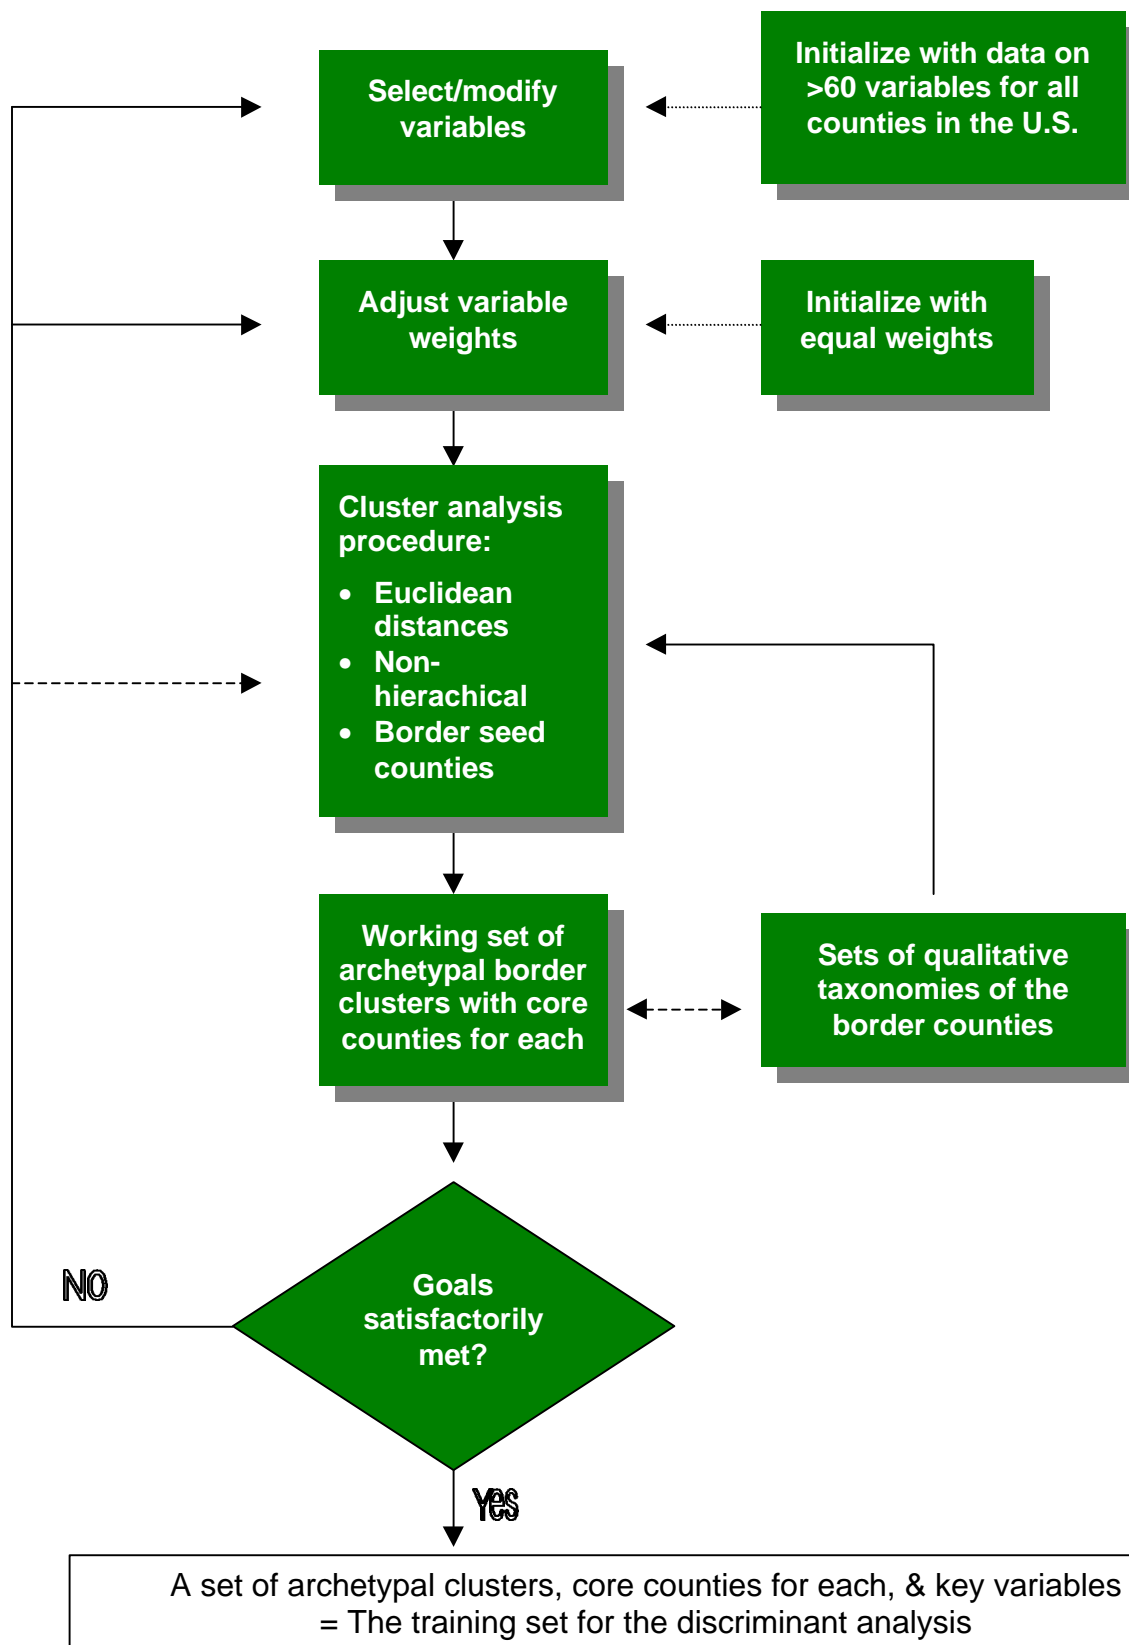 Select/modify
variables
Initialize with data on
>60 variables for all
counties in the U.S.
Adjust variable
weights
Initialize with
equal weights
Cluster analysis
procedure:
• Euclidean
distances
• Non-
hierachical
• Border seed
counties
Working set of
archetypal border
clusters with core
counties for each
Sets of qualitative
taxonomies of the
border counties
Goals
satisfactorily
met?
NO
Yes
A set of archetypal clusters, core counties for each, & key variables
= The training set for the discriminant analysis